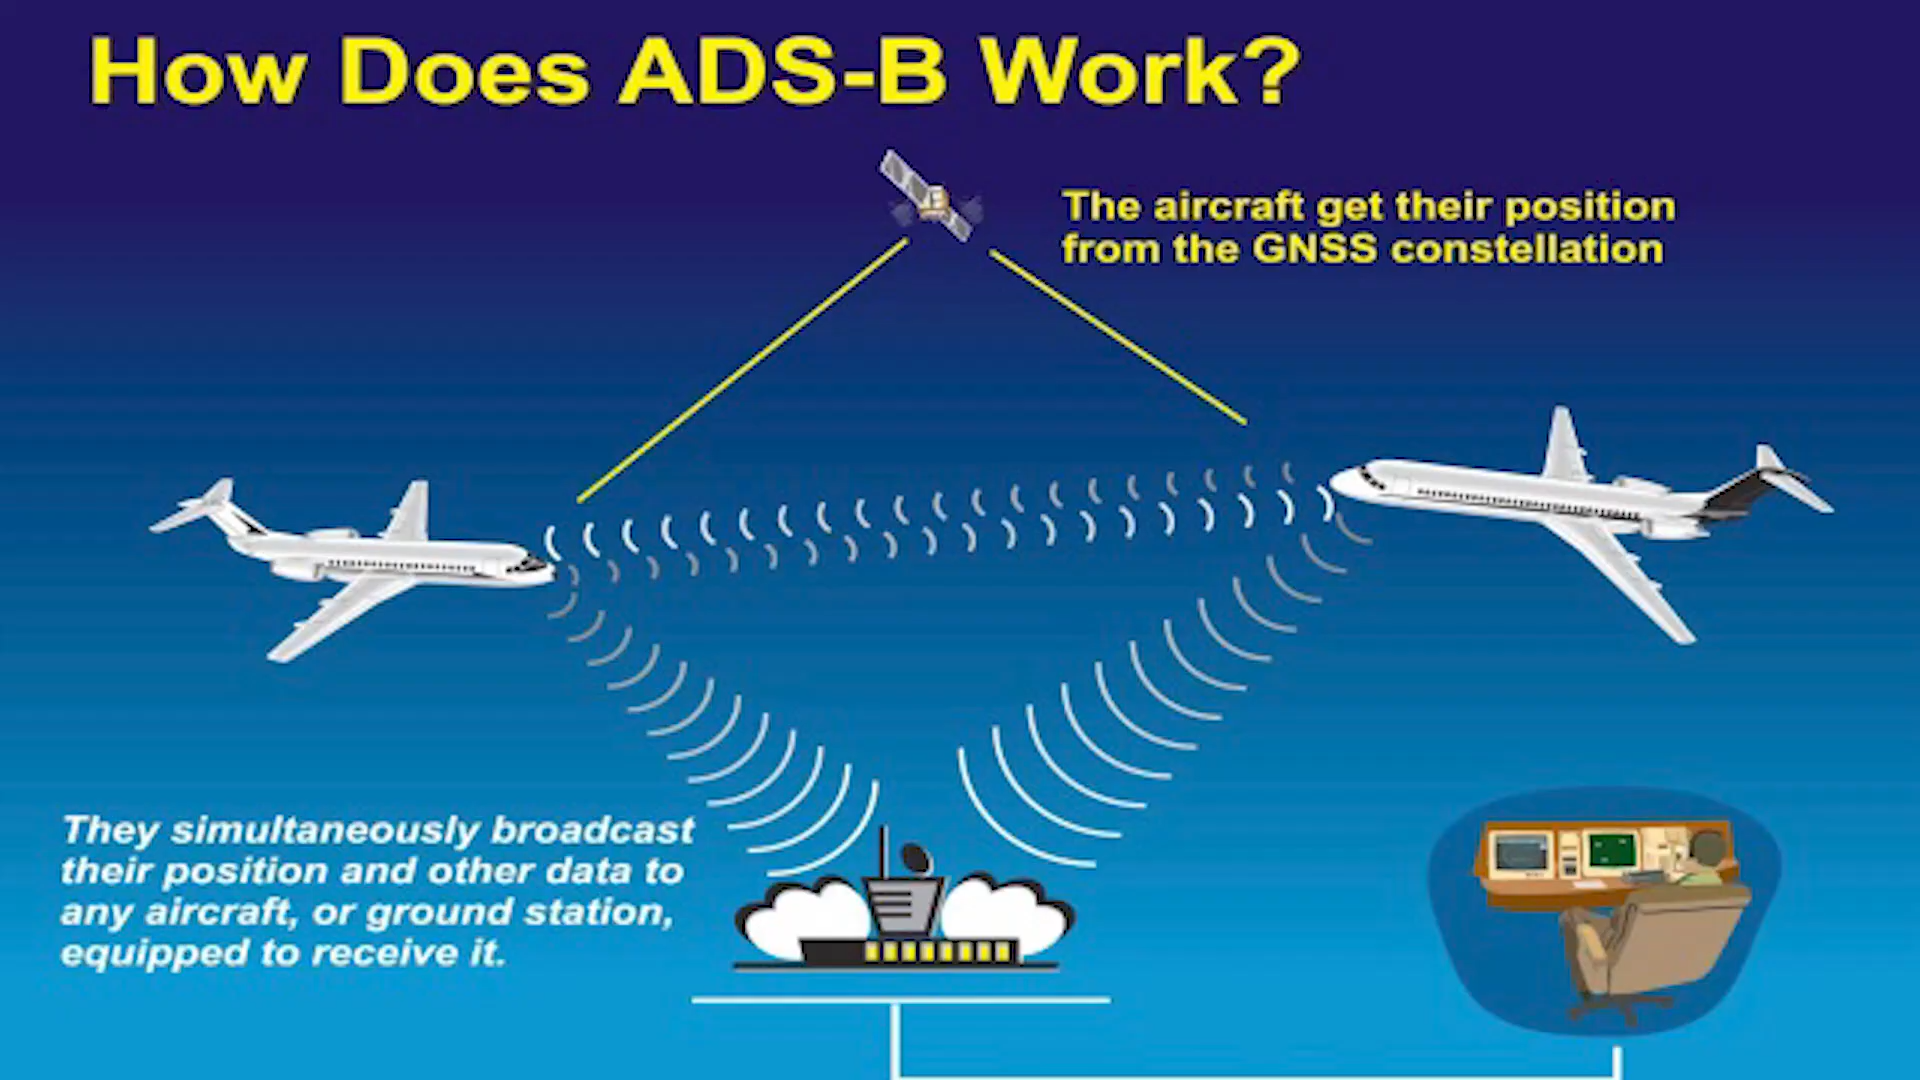 How Does ADS-B Work?
The aircraft get their position
from the GNSS constellation
They simultaneously broadcast
their position and other data to
any aircraft, or ground station,
equipped to receive it.